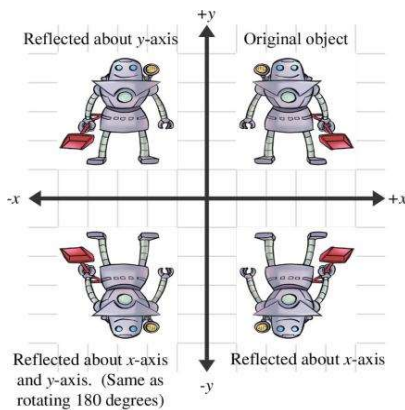 +y
Reflected about y-axis
Original object
-x
+x
Reflected about x-axis
and y-axis. (Same as
rotating 180 degrees)
-y
Reflected about x-axis